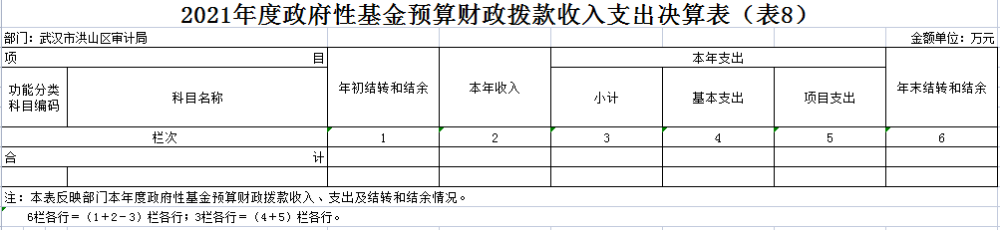 2021年度政府性基金预算财政拨款收入支出决算表（表8）
部门：武汉市洪山区审计局 金额单位：万元
项 目 年初结转和结余 本年收入 本年支出 年末结转和结余
功能分类科目编码 科目名称 小计 基本支出 项目支出
栏次 1 2 3 4 5 6
合 计
注：本表反映部门本年度政府性基金预算财政拨款收入、支出及结转和结余情况。
6栏各行＝（1＋2－3）栏各行；3栏各行＝（4＋5）栏各行。